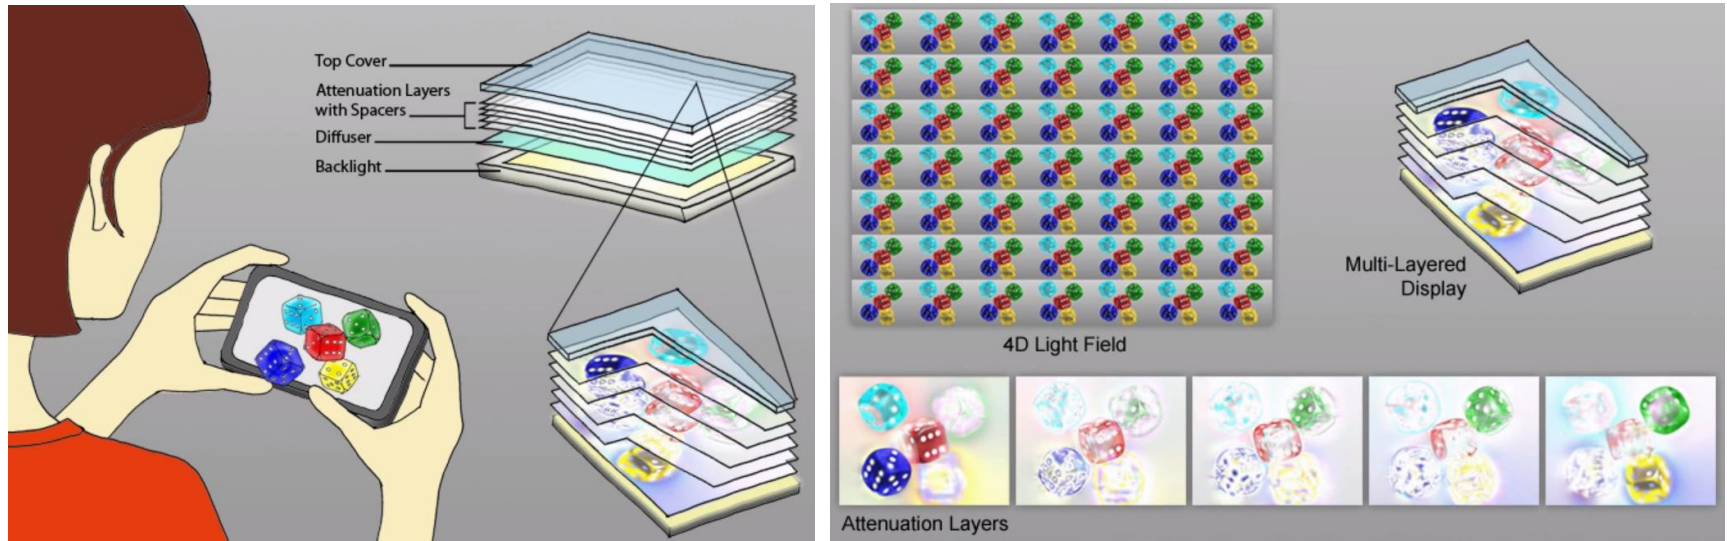 Top Cover
Attenuation Layers
with Spacers
Diffuser
Backlight
4D Light Field
Multi-Layered
Display
Attenuation Layers